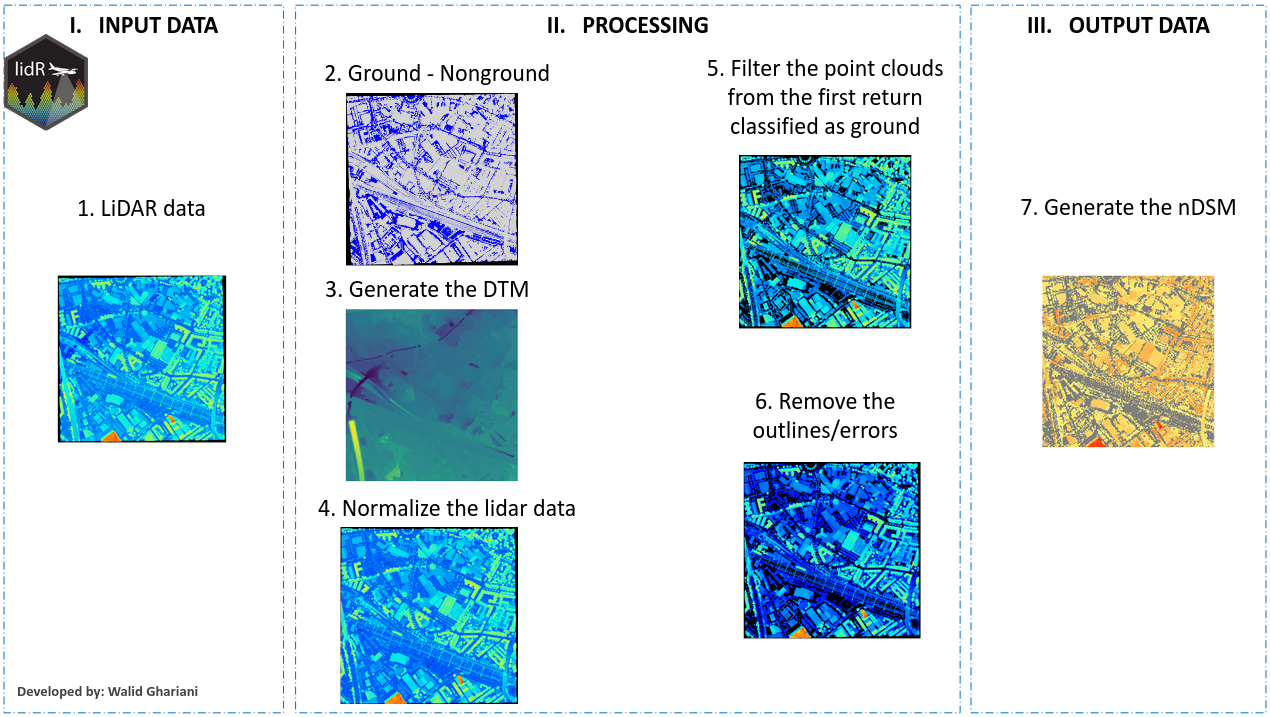 I. INPUT DATA
lidR
1. LiDAR data
Developed by: Walid Ghariani
II. PROCESSING
2. Ground - Nonground
3. Generate the DTM
4. Normalize the lidar data
5. Filter the point clouds
from the first return
classified as ground
6. Remove the
outlines/errors
III. OUTPUT DATA
7. Generate the nDSM